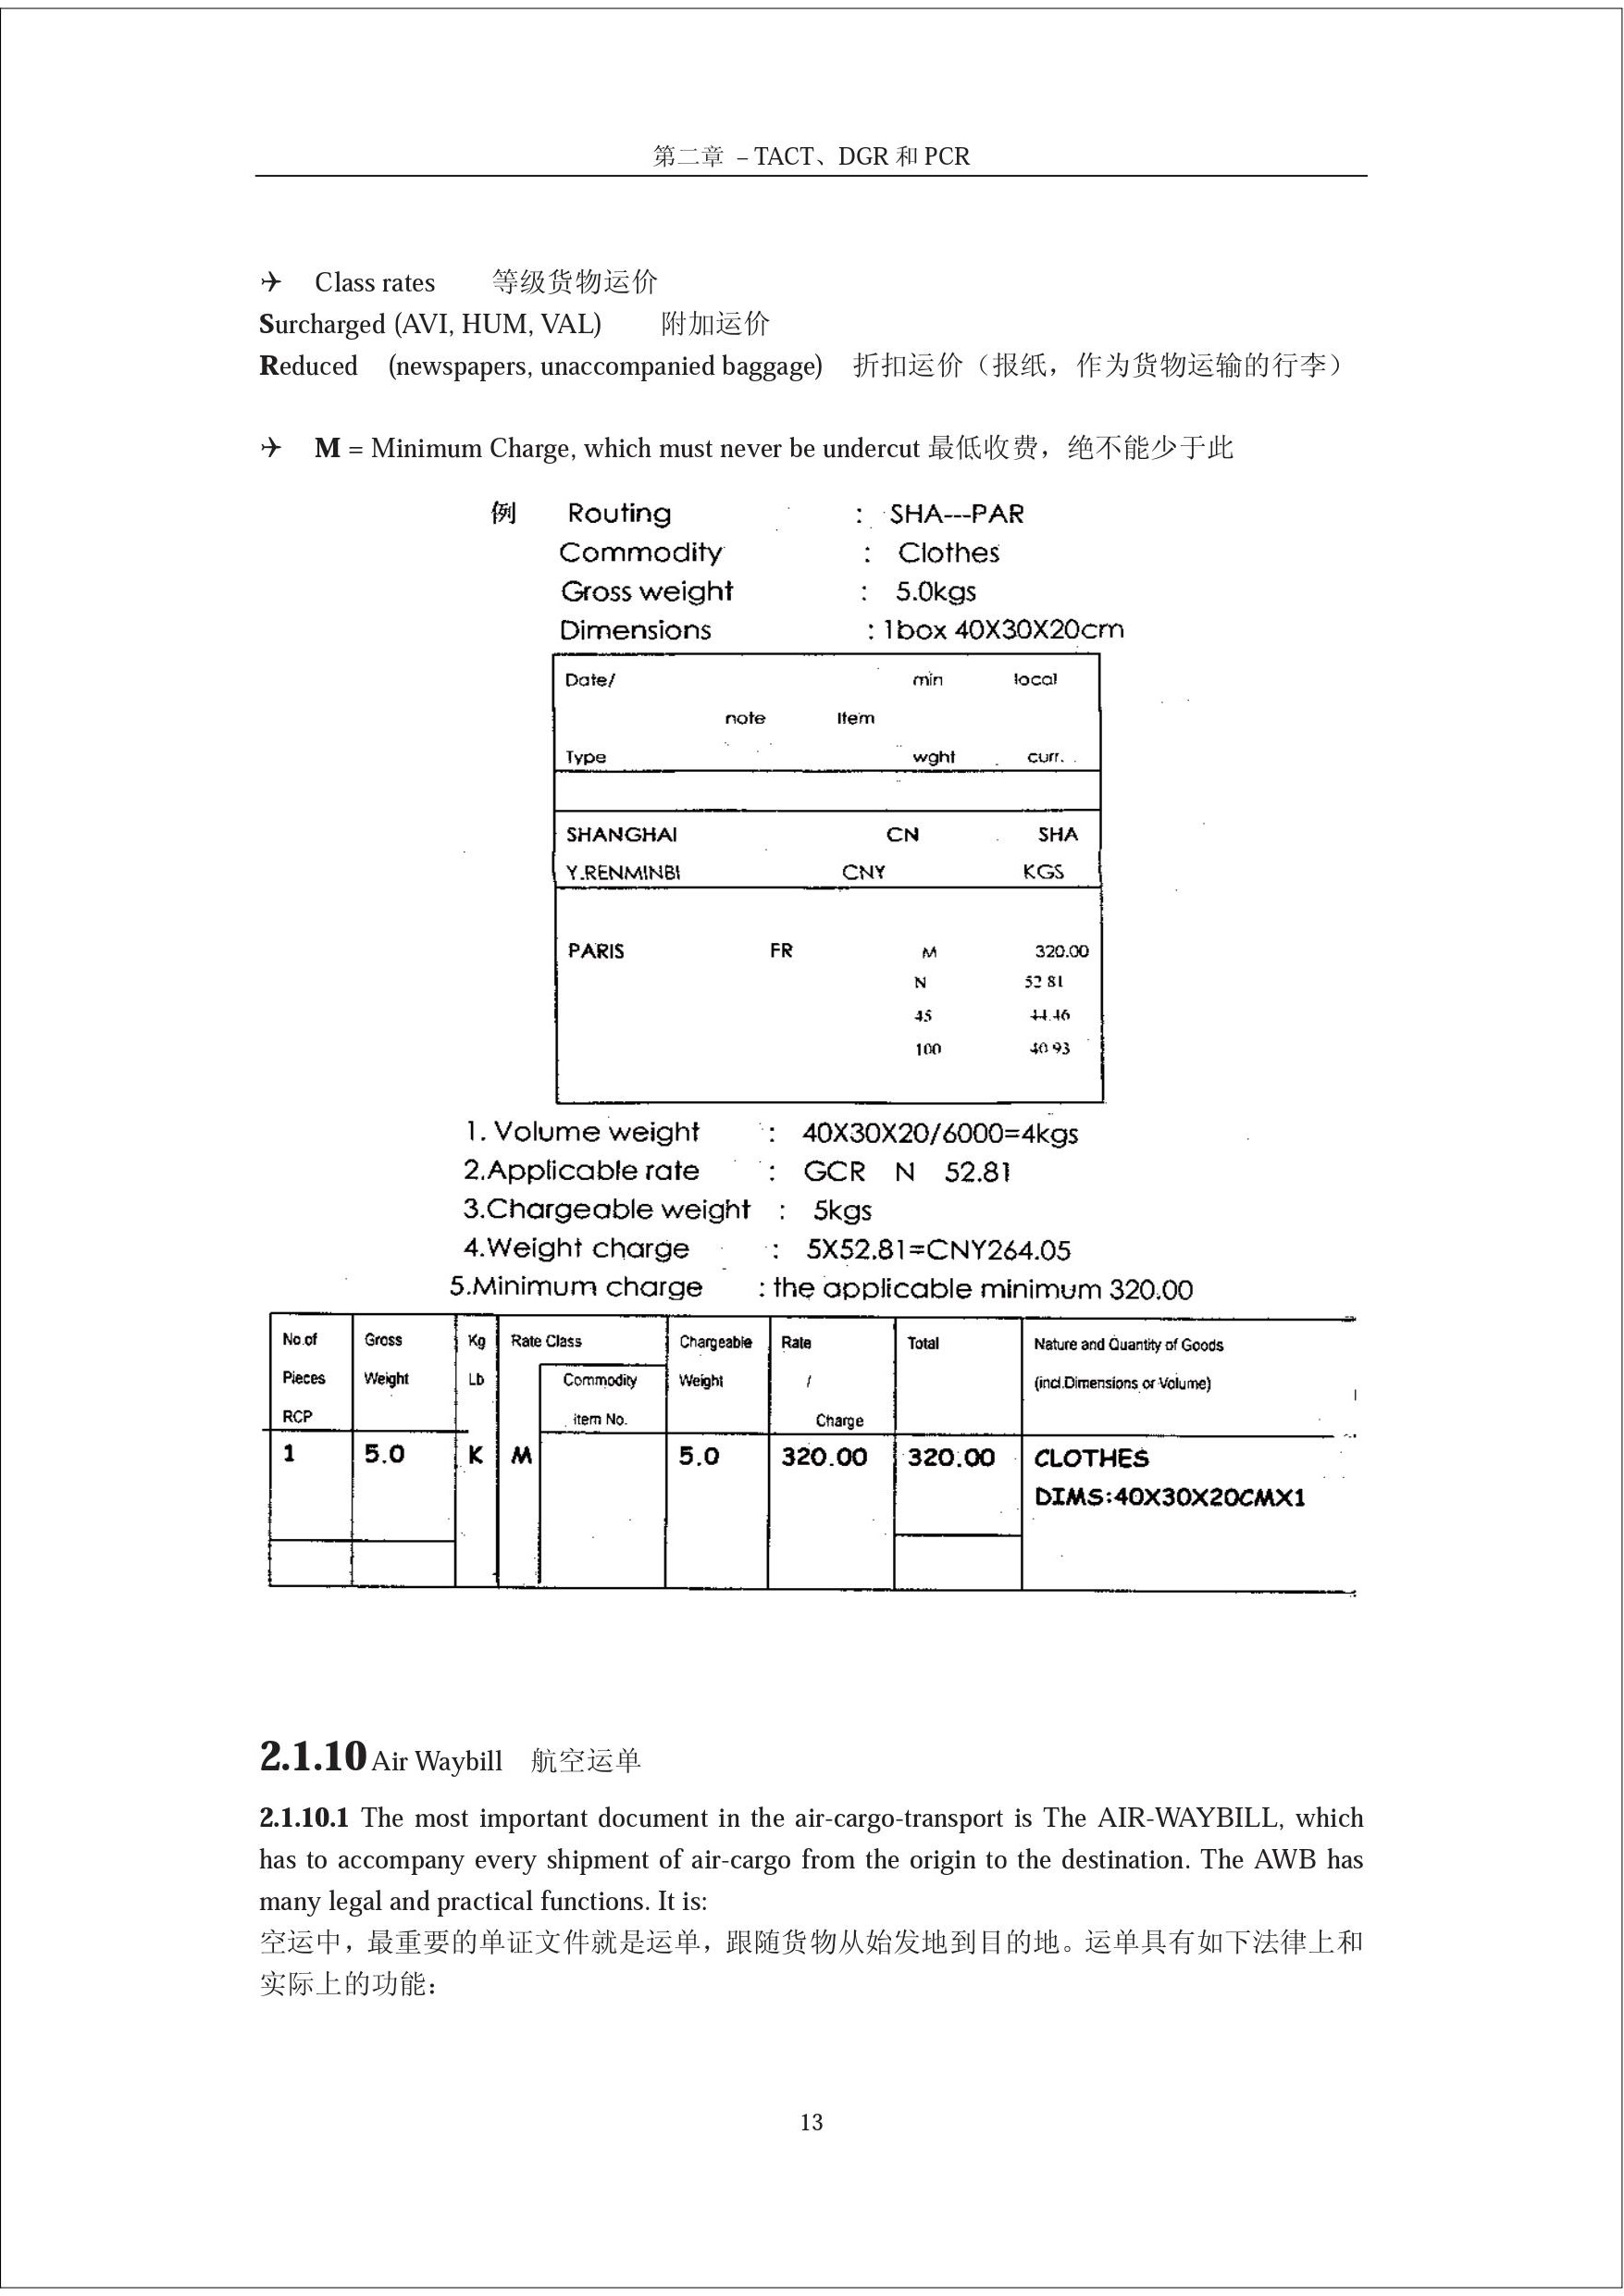 第二章 – TACT、DGR 和 PCR
✈ Class rates 等级货物运价
Surcharged (AVI, HUM, VAL) 附加运价
Reduced (newspapers, unaccompanied baggage) 折扣运价（报纸，作为货物运输的行李）
✈ M = Minimum Charge, which must never be undercut 最低收费，绝不能少于此
例 Routing : SHA---PAR
Commodity : Clothes
Gross weight : 5.0kgs
Dimensions : 1box 40X30X20cm
Date/ min local
note Item
Type wght curr.
SHANGHAI CN SHA
Y.RENMINBI CNY KGS
PARIS FR M 320.00
N 52 81
45 44.46
100 40 93
1. Volume weight : 40X30X20/6000=4kgs
2.Applicable rate : GCR N 52.81
3.Chargeable weight : 5kgs
4.Weight charge : 5X52.81=CNY264.05
5.Minimum charge : the applicable minimum 320.00
No.of Gross Kg Rate Class Chargeable Rate Total Nature and Quantity of Goods
Pieces Weight Lb Commodity Weight / (incl.Dimensions or Volume)
RCP item No. Charge
1 5.0 K M 5.0 320.00 320.00 CLOTHES
DIMS:40X30X20CMX1
2.1.10 Air Waybill 航空运单
2.1.10.1 The most important document in the air-cargo-transport is The AIR-WAYBILL, which
has to accompany every shipment of air-cargo from the origin to the destination. The AWB has
many legal and practical functions. It is:
空运中，最重要的单证文件就是运单，跟随货物从始发地到目的地。运单具有如下法律上和
实际上的功能：
13